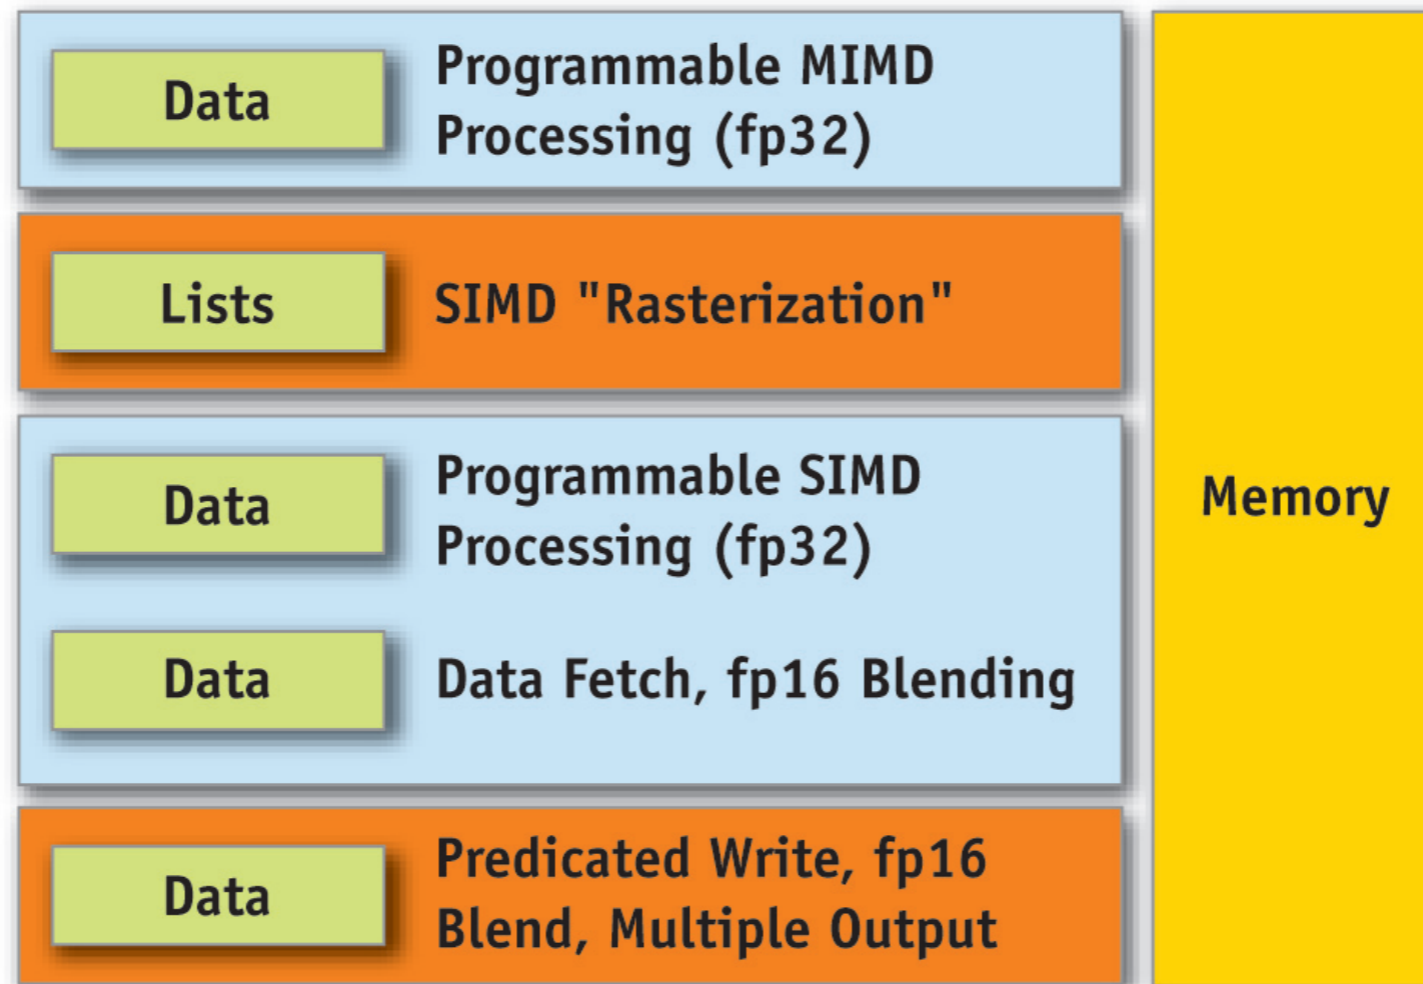 Data
Programmable MIMD
Processing (fp32)
Lists
SIMD "Rasterization"
Data
Programmable SIMD
Processing (fp32)
Data
Data Fetch, fp16 Blending
Data
Predicated Write, fp16
Blend, Multiple Output
Memory